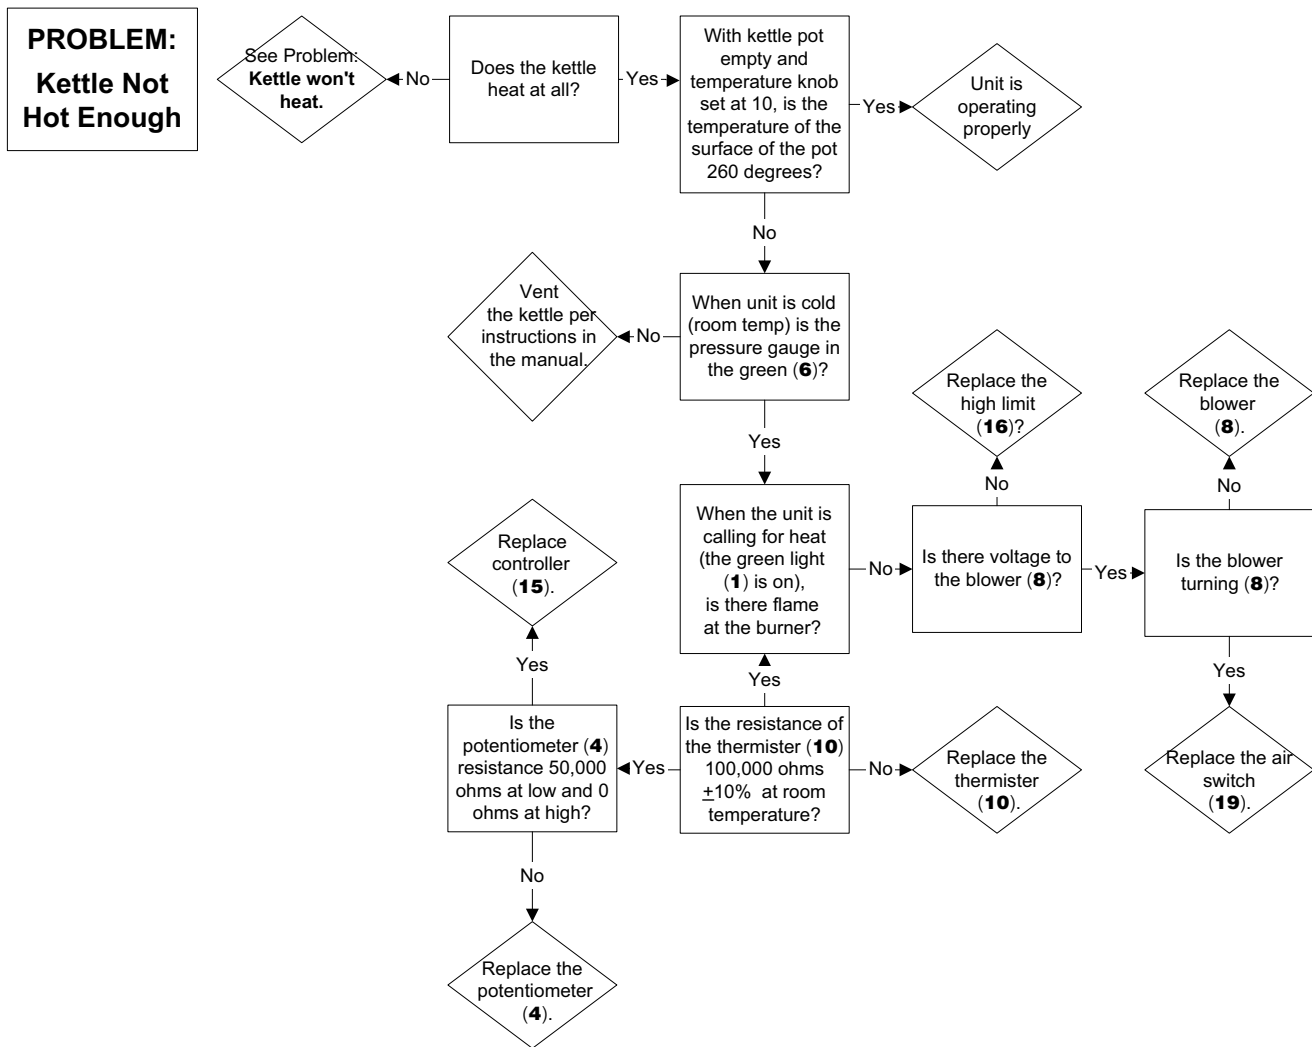 PROBLEM:
Kettle Not
Hot Enough
See Problem:
Kettle won't
heat.
No
Does the kettle
heat at all?
Yes
With kettle pot
empty and
temperature knob
set at 10, is the
temperature of the
surface of the pot
260 degrees?
Yes
Unit is
operating
properly
No
Vent
the kettle per
instructions in
the manual.
No
When unit is cold
(room temp) is the
pressure gauge in
the green (6)?
Replace the
high limit
(16)?
Replace the
blower
(8).
Yes
No
No
Replace
controller
(15).
When the unit is
calling for heat
(the green light
(1) is on),
is there flame
at the burner?
No
Is there voltage to
the blower (8)?
Yes
Is the blower
turning (8)?
Yes
Yes
Yes
Is the
potentiometer (4)
resistance 50,000
ohms at low and 0
ohms at high?
Yes
Is the resistance of
the thermister (10)
100,000 ohms
±10% at room
temperature?
No
Replace the
thermister
(10).
Replace the air
switch
(19).
No
Replace the
potentiometer
(4).